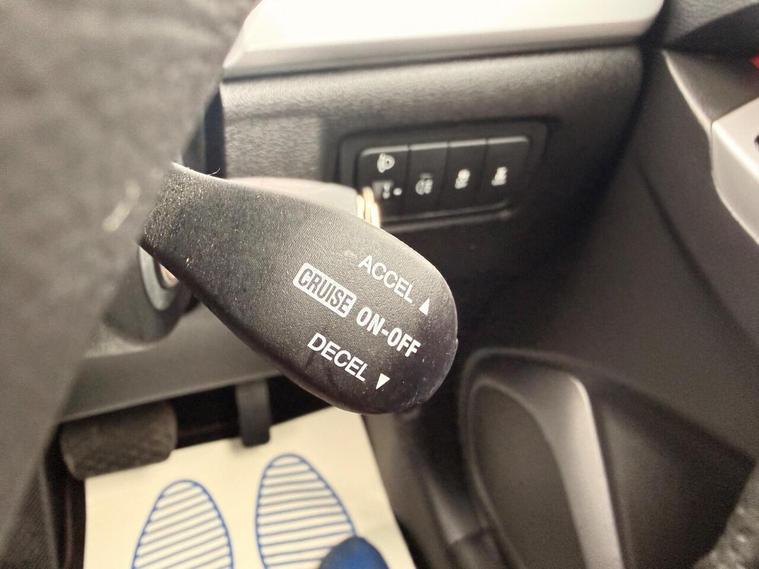 ACCEL ▲
CRUISE ON-OFF
DECEL ▼